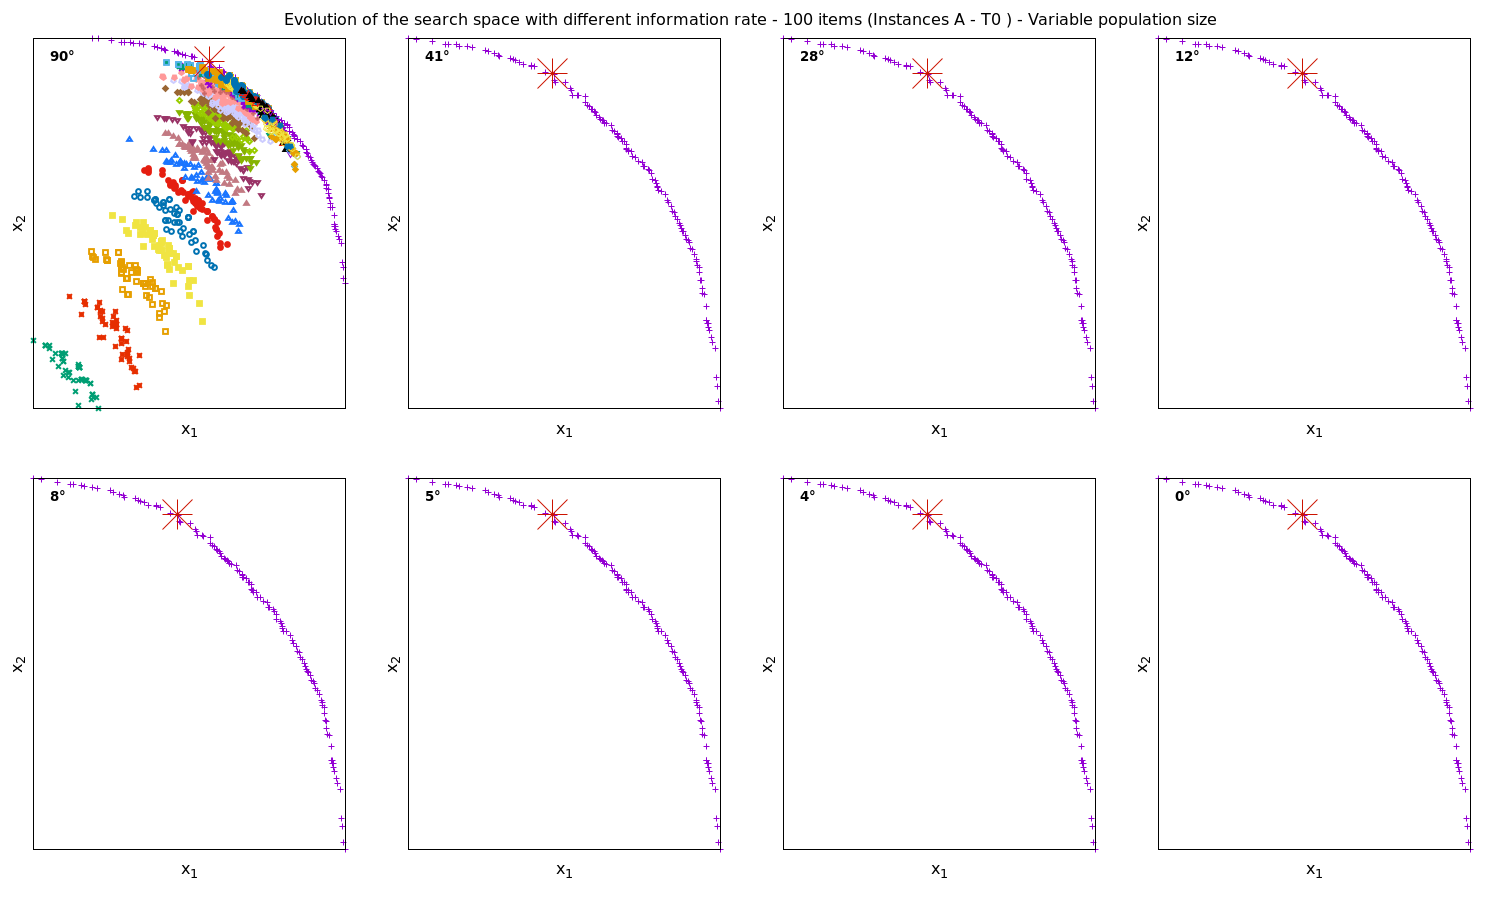 Evolution of the search space with different information rate - 100 items (Instances A - T0 ) - Variable population size
90°
41°
28°
12°
x2
x2
x2
x2
x1
x1
x1
x1
8°
5°
4°
0°
x2
x2
x2
x2
x1
x1
x1
x1